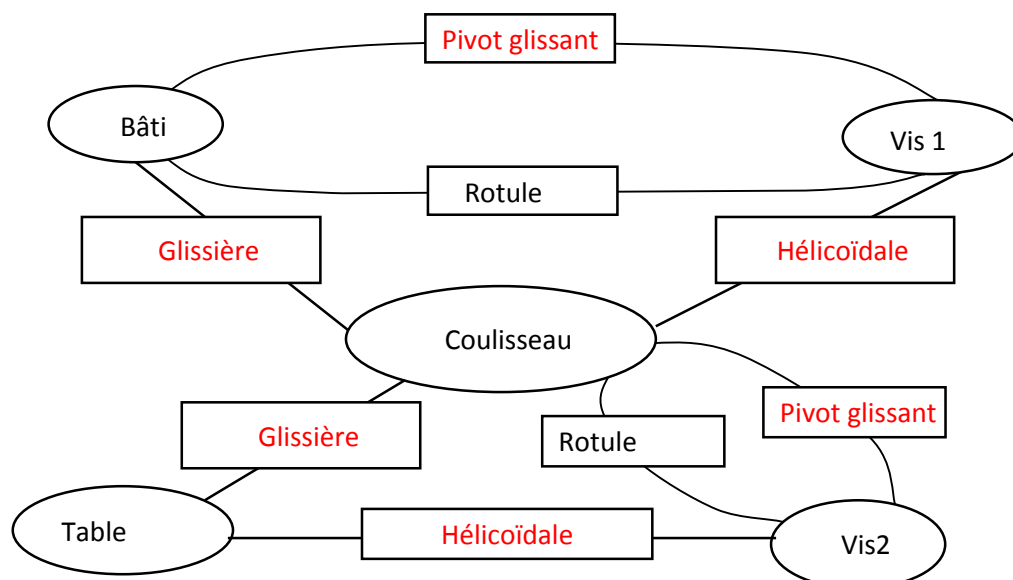 Pivot glissant
Bâti
Vis 1
Rotule
Glissière
Hélicoïdale
Coulisseau
Pivot glissant
Glissière
Rotule
Table
Hélicoïdale
Vis2